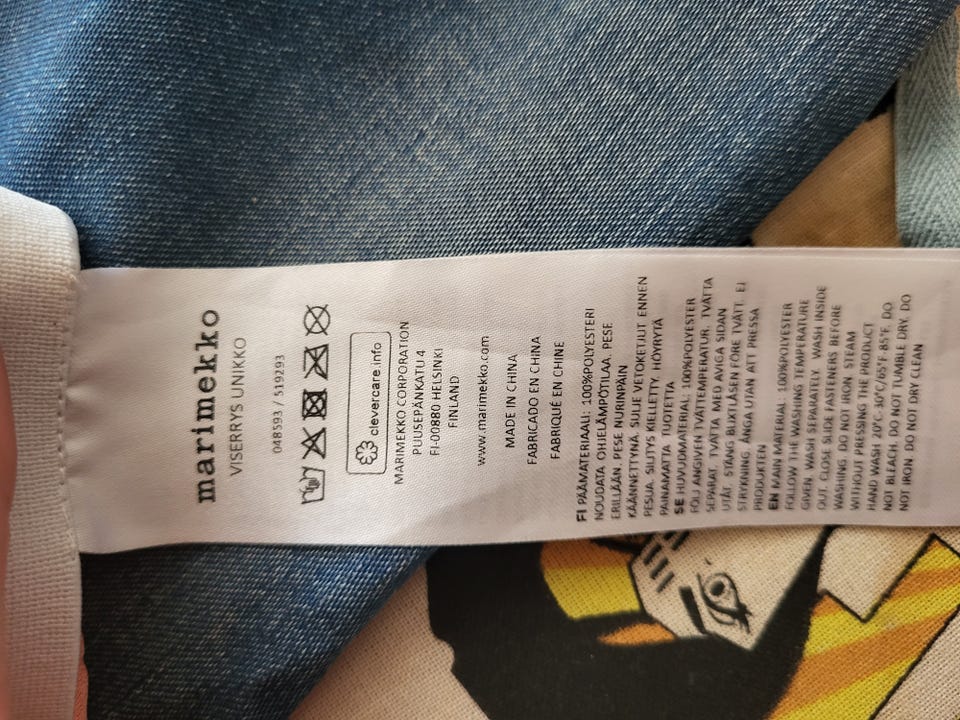 marimekko
VISERRYS UNIKKO
048593 / 519293
clevercare.info
MARIMEKKO CORPORATION
PUUSEPÄNKATU 4
FI-00880 HELSINKI
FINLAND
www.marimekko.com
MADE IN CHINA
FABRICADO EN CHINA
FABRIQUÉ EN CHINE
FI PÄÄMATERIAALI: 100%POLYESTERI
NOUDATA OHJELÄMPÖTILAA. PESE
ERILLÄÄN. PESE NURINPÄIN
KÄÄNNETTYNÄ. SULJE VETOKETJUT ENNEN
PESUA. SILITYS KIELLETTY, HÖYRYTÄ
PAINAMATTA TUOTETTA
SE HUVUDMATERIAL: 100%POLYESTER
FÖLJ ANGIVEN TVÄTTEMPERATUR. TVÄTTA
SEPARAT. TVÄTTA MED AVIGA SIDAN
UTÅT. STÄNG BLIXTLÅSEN FÖRE TVÄTT. EJ
STRYKNING, ÅNGA UTAN ATT PRESSA
PRODUKTEN
EN MAIN MATERIAL: 100%POLYESTER
FOLLOW THE WASHING TEMPERATURE
GIVEN. WASH SEPARATELY. WASH INSIDE
OUT. CLOSE SLIDE FASTENERS BEFORE
WASHING. DO NOT IRON, STEAM
WITHOUT PRESSING THE PRODUCT
HAND WASH 20°C- 30°C/65°F-85°F, DO
NOT BLEACH, DO NOT TUMBLE DRY, DO
NOT IRON, DO NOT DRY CLEAN